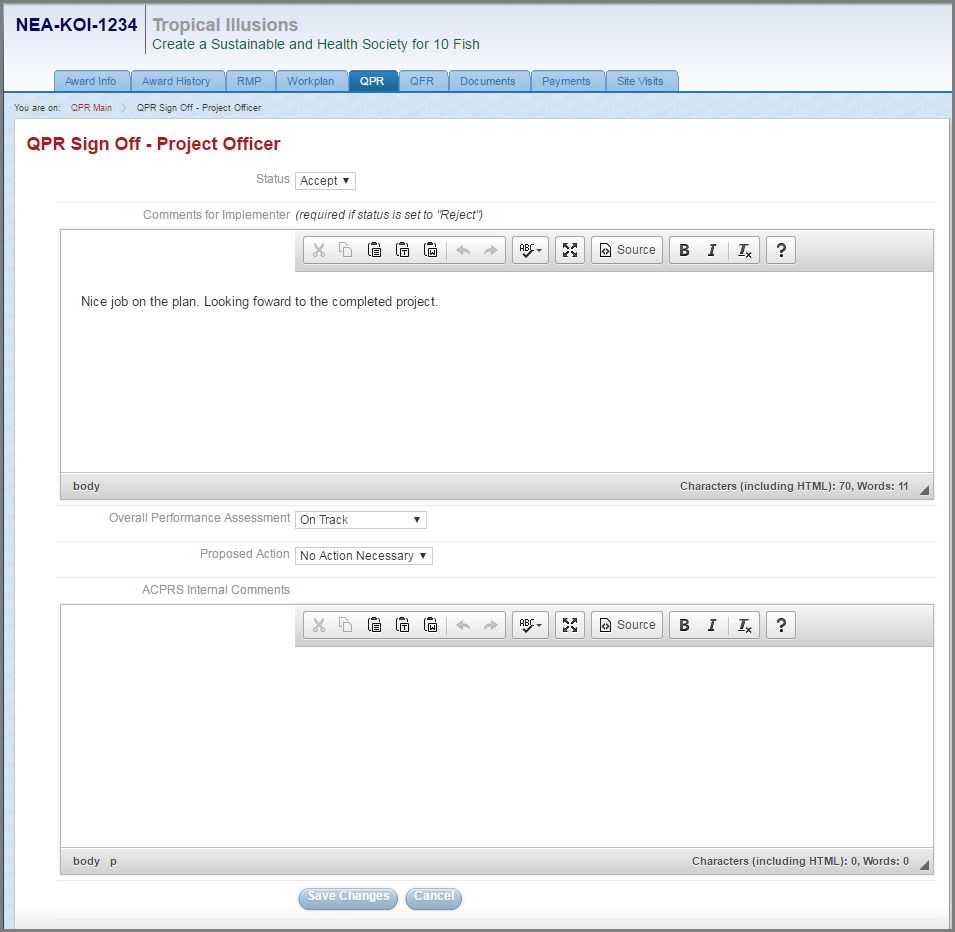 NEA-KOI-1234 Tropical Illusions
Create a Sustainable and Health Society for 10 Fish
Award Info Award History RMP Workplan QPR QFR Documents Payments Site Visits
You are on: QPR Main QPR Sign Off - Project Officer
QPR Sign Off - Project Officer
Status Accept
Comments for Implementer (required if status is set to "Reject")
ABC Source B I Tx ?
Nice job on the plan. Looking foward to the completed project.
body Characters (including HTML): 70, Words: 11
Overall Performance Assessment On Track
Proposed Action No Action Necessary
ACPRS Internal Comments
ABC Source B I Tx ?
body p Characters (including HTML): 0, Words: 0
Save Changes Cancel